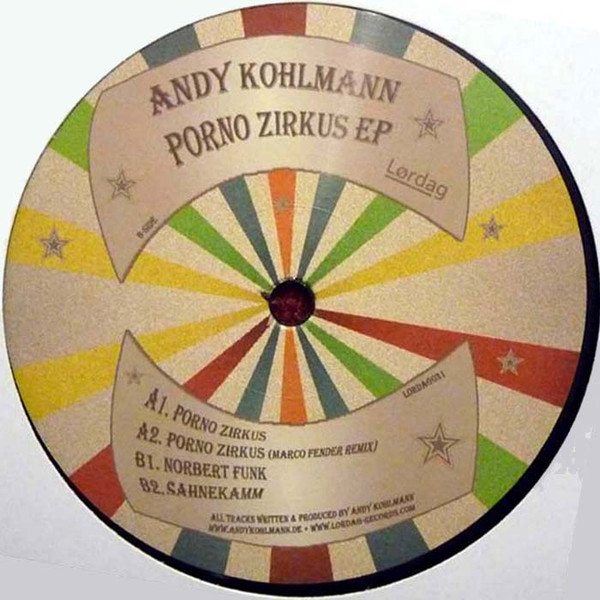 ANDY KOHLMANN
PORNO ZIRKUS EP
Lørdag
B-SIDE
LORDAG031
A1. PORNO ZIRKUS
A2. PORNO ZIRKUS (MARCO FENDER REMIX)
B1. NORBERT FUNK
B2. SAHNEKAMM
ALL TRACKS WRITTEN & PRODUCED BY ANDY KOHLMANN
WWW.ANDYKOHLMANN.DE • WWW.LORDAG-RECORDS.COM